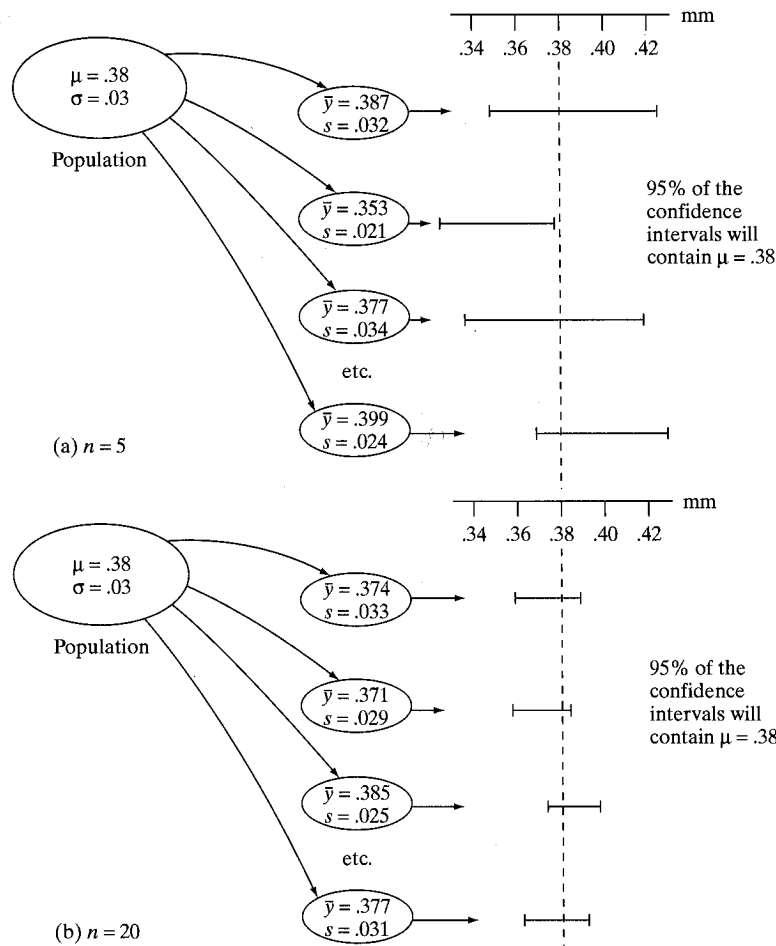 mm
.34 .36 .38 .40 .42
μ = .38
σ = .03
Population
ȳ = .387
s = .032
ȳ = .353
s = .021
95% of the
confidence
intervals will
contain μ = .38
ȳ = .377
s = .034
etc.
ȳ = .399
s = .024
(a) n = 5
mm
.34 .36 .38 .40 .42
μ = .38
σ = .03
Population
ȳ = .374
s = .033
ȳ = .371
s = .029
95% of the
confidence
intervals will
contain μ = .38
ȳ = .385
s = .025
etc.
ȳ = .377
s = .031
(b) n = 20